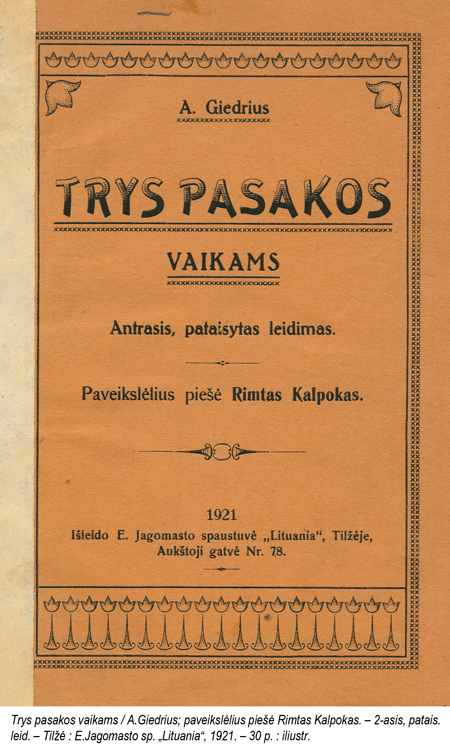 A. Giedrius
TRYS PASAKOS
VAIKAMS
Antrasis, pataisytas leidimas.
Paveikslėlius piešė Rimtas Kalpokas.
1921
Išleido E. Jagomasto spaustuvė „Lituania“, Tilžėje,
Aukštoji gatvė Nr. 78.
Trys pasakos vaikams / A.Giedrius; paveikslėlius piešė Rimtas Kalpokas. – 2-asis, patais.
leid. – Tilžė : E.Jagomasto sp. „Lituania“, 1921. – 30 p. : iliustr.